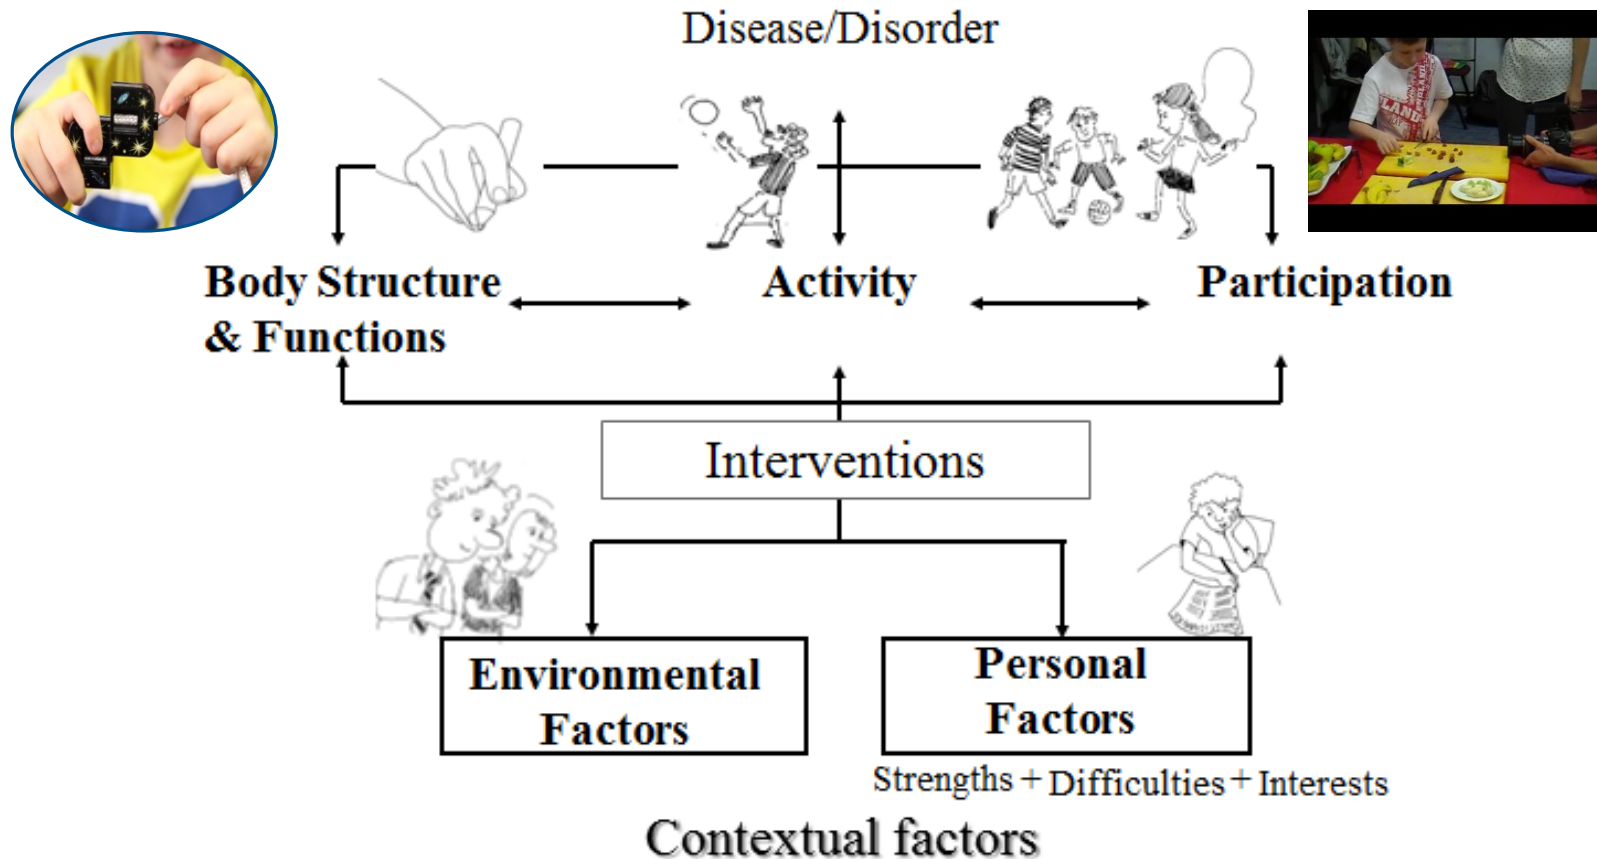 Disease/Disorder
Body Structure
& Functions
Activity
Participation
Interventions
Environmental
Factors
Personal
Factors
Strengths + Difficulties + Interests
Contextual factors